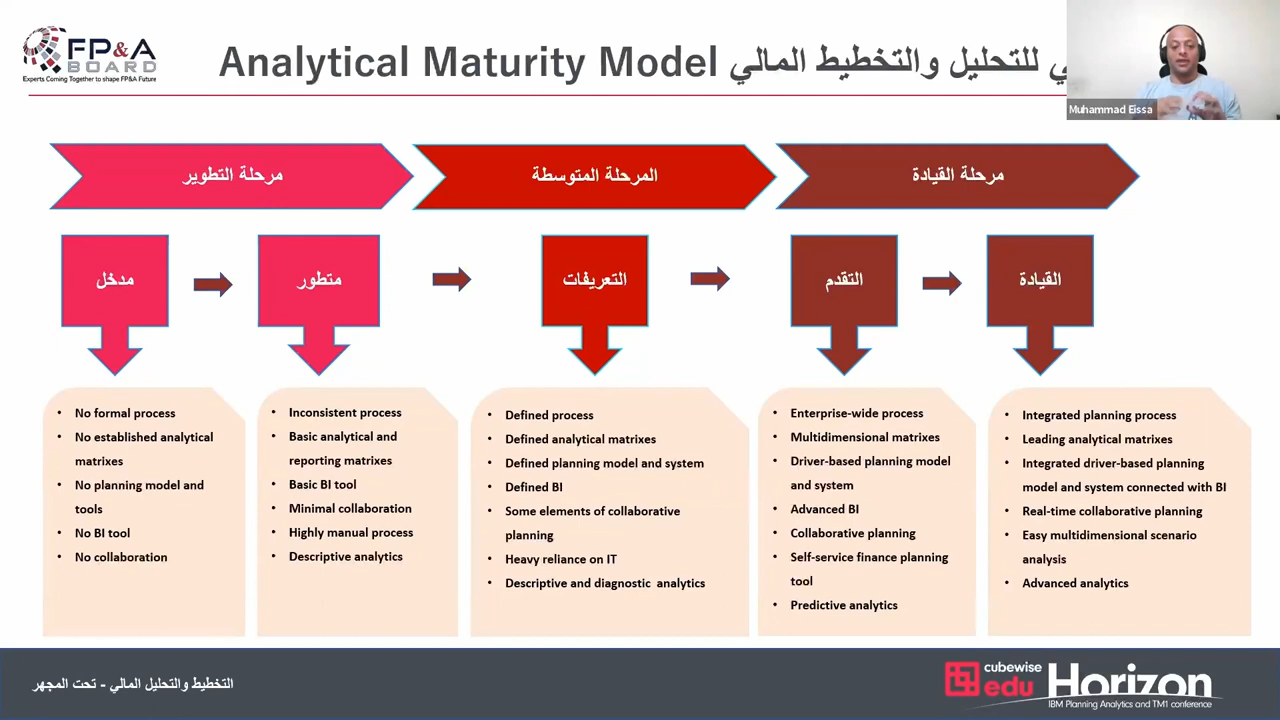 FP&A
BOARD
Experts Coming Together to shape FP&A Future
Analytical Maturity Model للتحليل والتخطيط المالي
Muhammad Eissa
مرحلة التطوير
المرحلة المتوسطة
مرحلة القيادة
مدخل
متطور
التعريفات
التقدم
القيادة
• No formal process
• No established analytical
matrixes
• No planning model and
tools
• No BI tool
• No collaboration
• Inconsistent process
• Basic analytical and
reporting matrixes
• Basic BI tool
• Minimal collaboration
• Highly manual process
• Descriptive analytics
• Defined process
• Defined analytical matrixes
• Defined planning model and system
• Defined BI
• Some elements of collaborative
planning
• Heavy reliance on IT
• Descriptive and diagnostic analytics
• Enterprise-wide process
• Multidimensional matrixes
• Driver-based planning model
and system
• Advanced BI
• Collaborative planning
• Self-service finance planning
tool
• Predictive analytics
• Integrated planning process
• Leading analytical matrixes
• Integrated driver-based planning
model and system connected with BI
• Real-time collaborative planning
• Easy multidimensional scenario
analysis
• Advanced analytics
التخطيط والتحليل المالي - تحت المجهر
cubewise
edu
Horizon
IBM Planning Analytics and TM1 conference